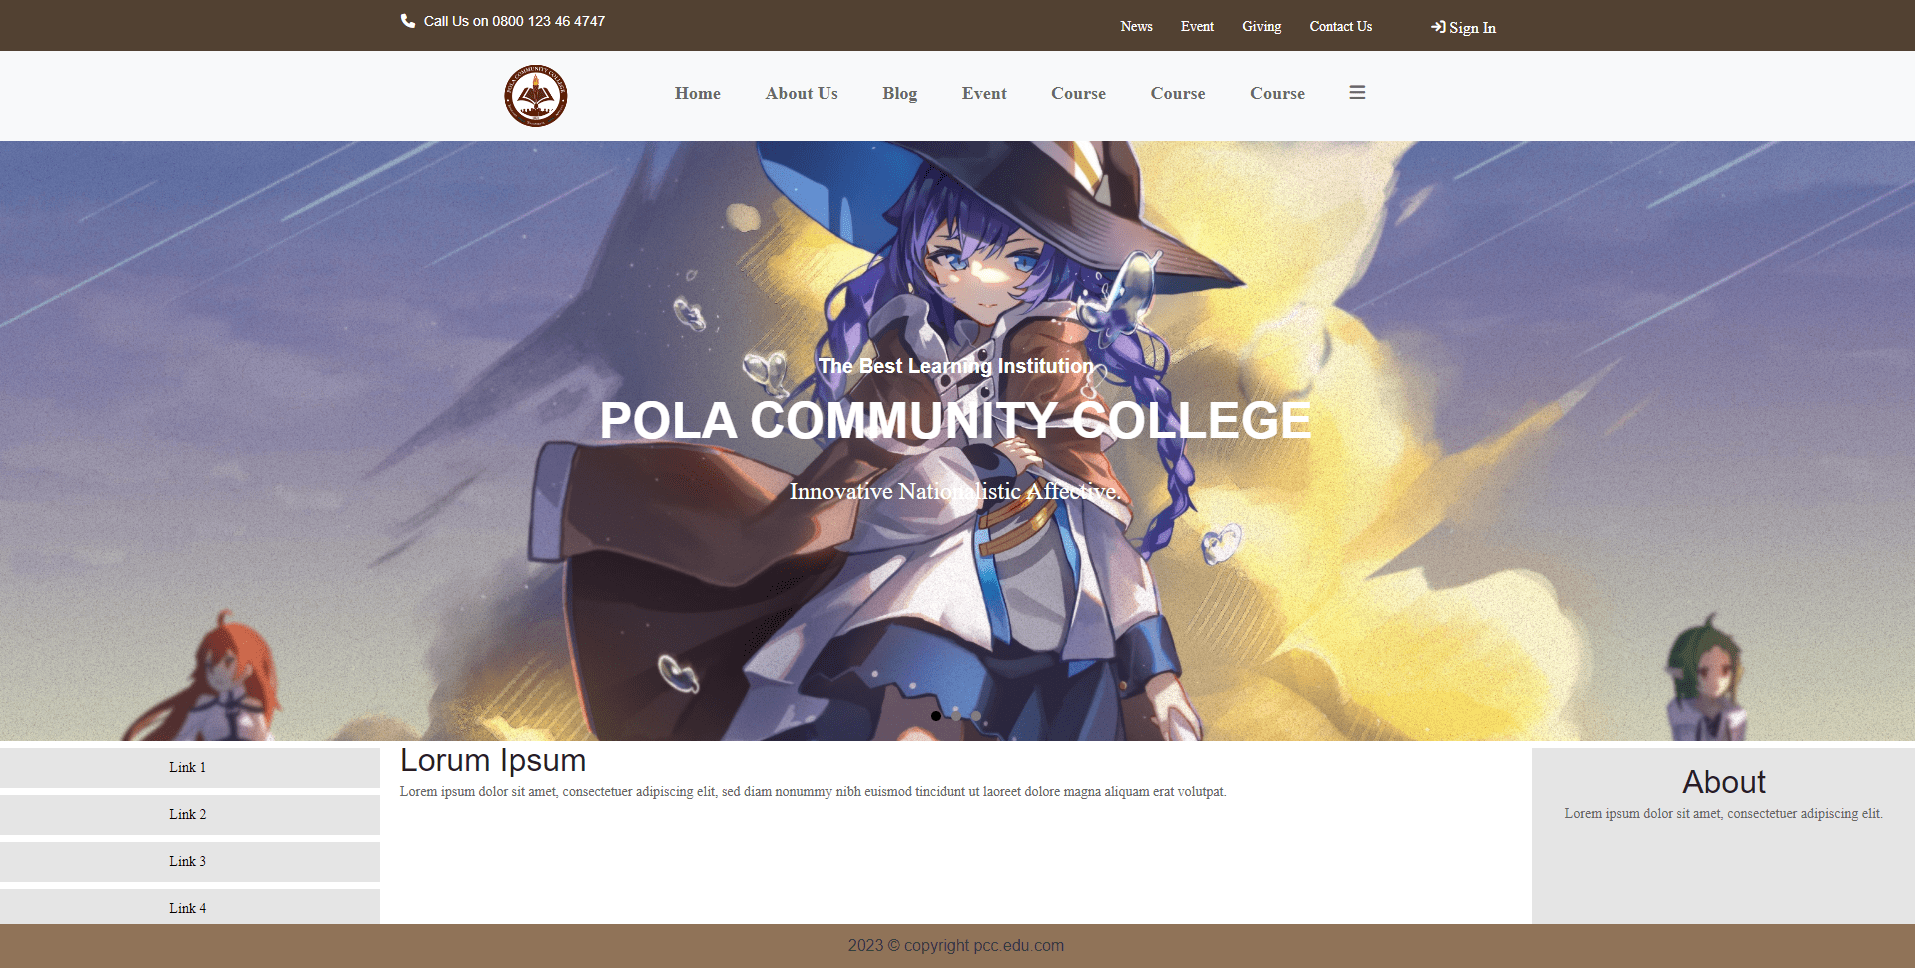 Call Us on 0800 123 46 4747
News Event Giving Contact Us Sign In
POLA COMMUNITY COLLEGE
Home About Us Blog Event Course Course Course
The Best Learning Institution
POLA COMMUNITY COLLEGE
Innovative Nationalistic Affective.
Link 1
Link 2
Link 3
Link 4
Lorum Ipsum
Lorem ipsum dolor sit amet, consectetuer adipiscing elit, sed diam nonummy nibh euismod tincidunt ut laoreet dolore magna aliquam erat volutpat.
About
Lorem ipsum dolor sit amet, consectetuer adipiscing elit.
2023 © copyright pcc.edu.com